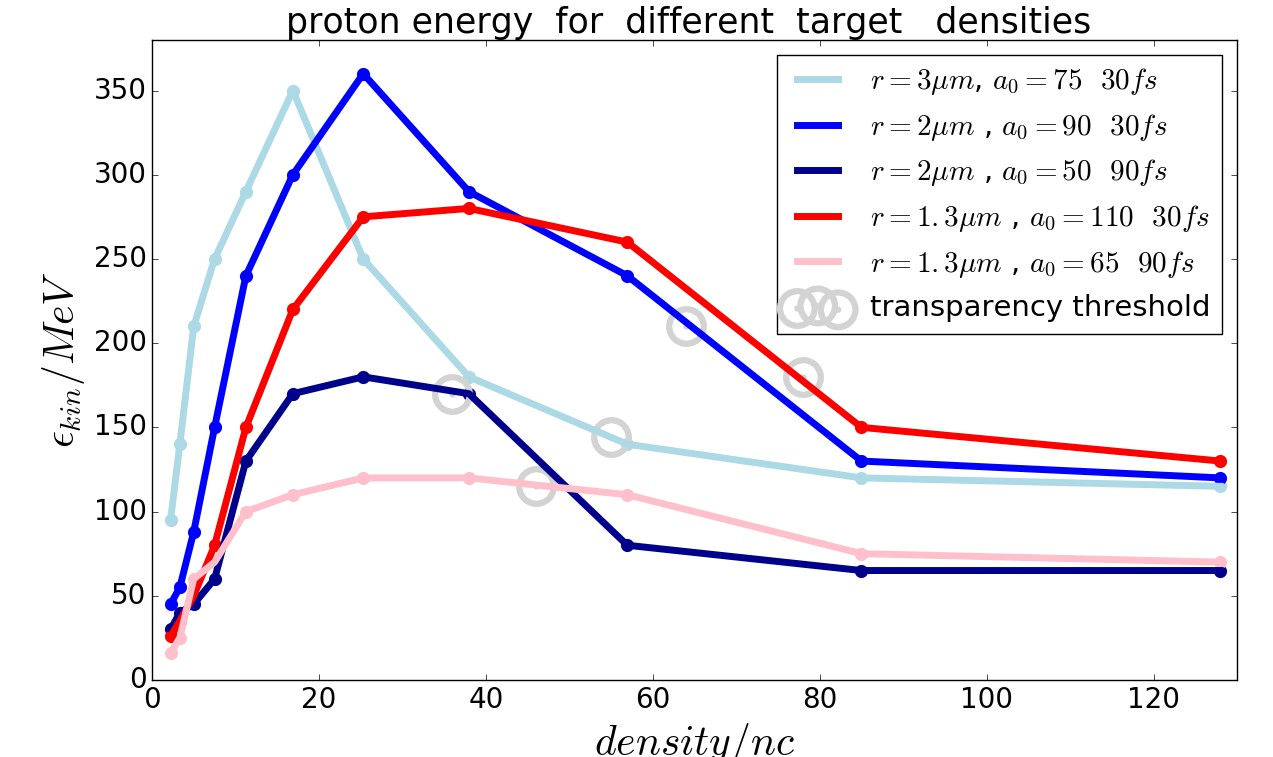 proton energy for different target densities
r = 3μm, a₀ = 75 30fs
r = 2μm , a₀ = 90 30fs
r = 2μm , a₀ = 50 90fs
r = 1.3μm , a₀ = 110 30fs
r = 1.3μm , a₀ = 65 90fs
transparency threshold
ϵₖᵢₙ/MeV
350
300
250
200
150
100
50
0
0 20 40 60 80 100 120
density/nc